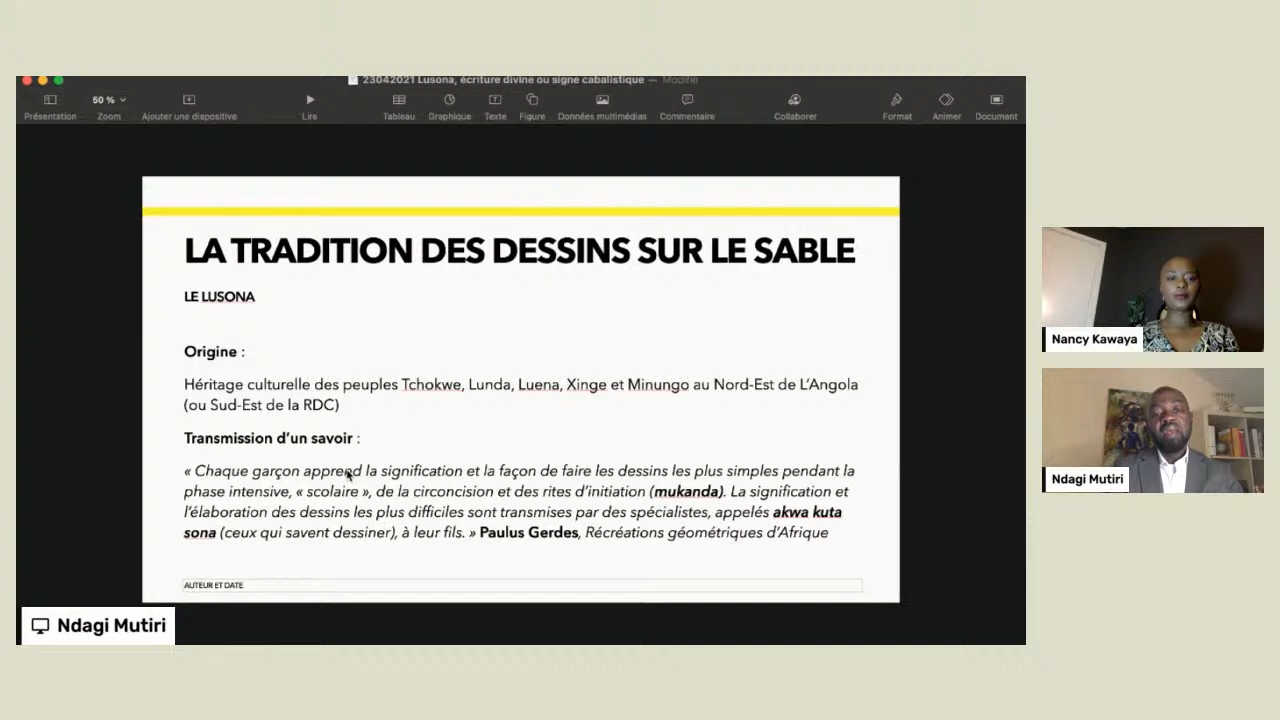 23042021 Lusona, écriture divine ou signe cabalistique — Modifié
50 %
Présentation Zoom Ajouter une diapositive Lire Tableau Graphique Texte Figure Données multimédias Commentaire Collaborer Format Animer Document
LA TRADITION DES DESSINS SUR LE SABLE
LE LUSONA
Origine :
Héritage culturelle des peuples Tchokwe, Lunda, Luena, Xinge et Minungo au Nord-Est de L’Angola
(ou Sud-Est de la RDC)
Transmission d’un savoir :
« Chaque garçon apprend la signification et la façon de faire les dessins les plus simples pendant la
phase intensive, « scolaire », de la circoncision et des rites d’initiation (mukanda). La signification et
l’élaboration des dessins les plus difficiles sont transmises par des spécialistes, appelés akwa kuta
sona (ceux qui savent dessiner), à leur fils. » Paulus Gerdes, Récréations géométriques d’Afrique
AUTEUR ET DATE
Ndagi Mutiri
Nancy Kawaya
Ndagi Mutiri